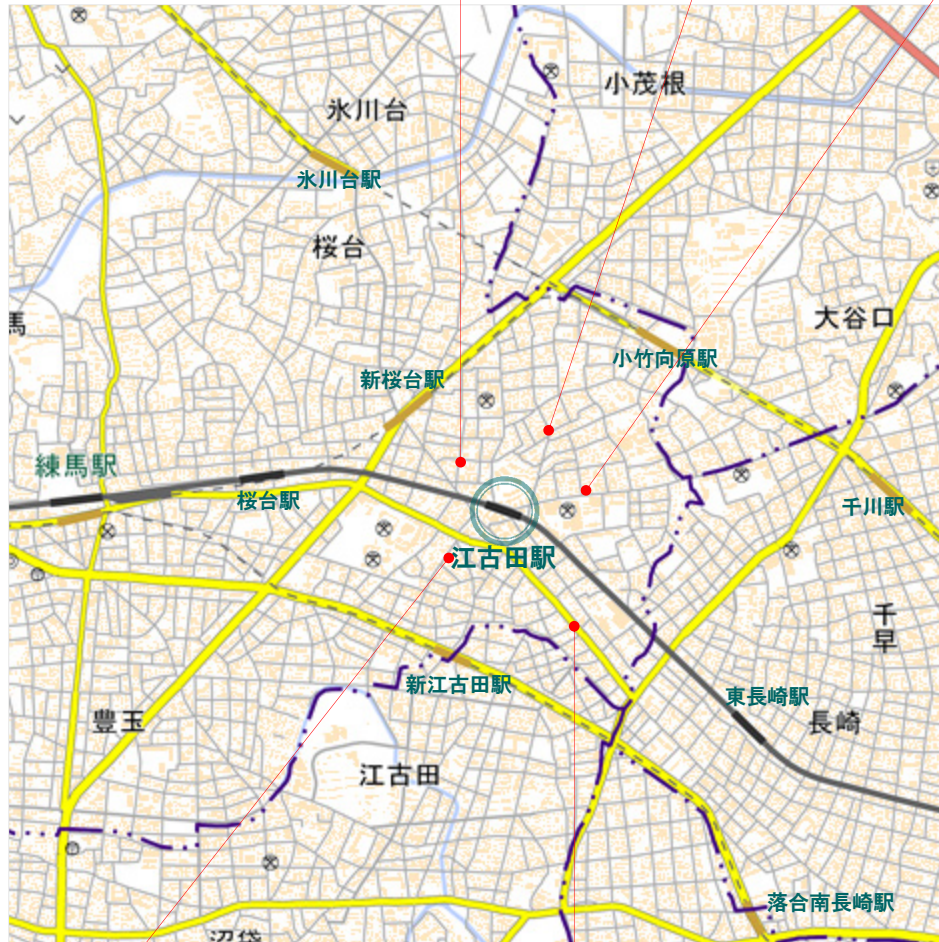 小茂根
氷川台
氷川台駅
桜台
大谷口
馬
小竹向原駅
新桜台駅
練馬駅
桜台駅
千川駅
江古田駅
千早
新江古田駅
東長崎駅
豊玉
長崎
江古田
落合南長崎駅
沼袋